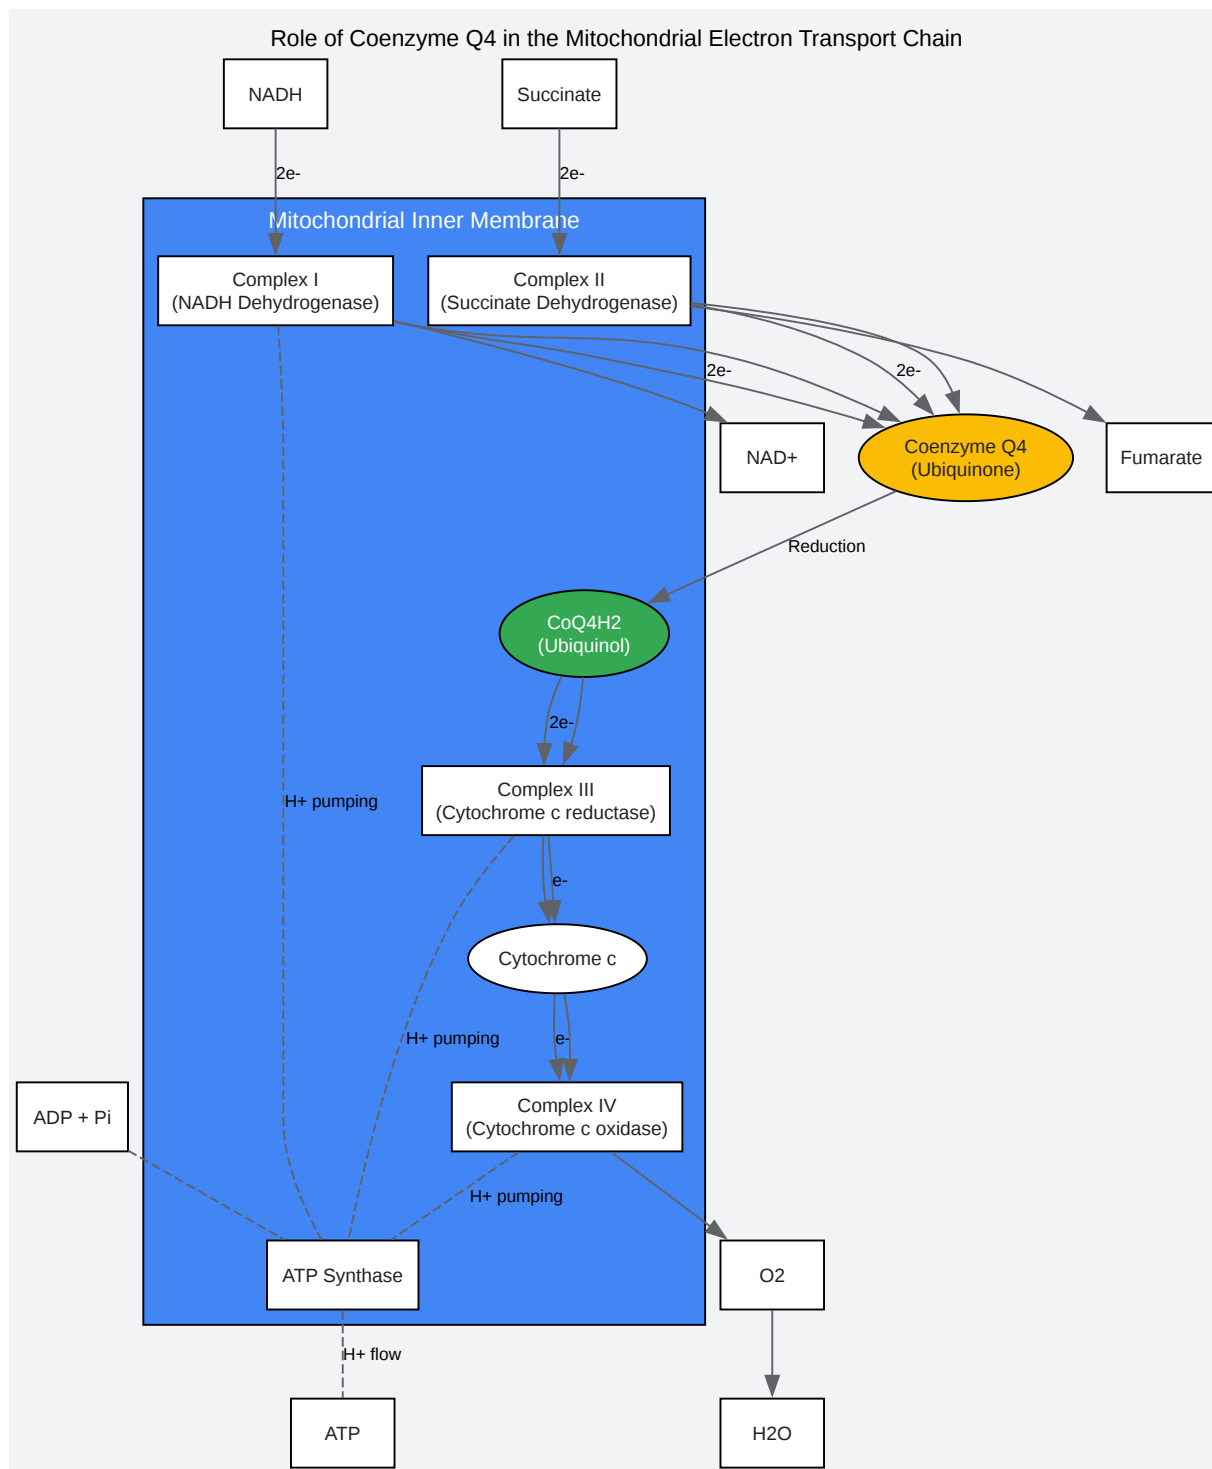 Role of Coenzyme Q4 in the Mitochondrial Electron Transport Chain
NADH
Succinate
2e-
2e-
Mitochondrial Inner Membrane
Complex I
(NADH Dehydrogenase)
Complex II
(Succinate Dehydrogenase)
2e-
2e-
NAD+
Coenzyme Q4
(Ubiquinone)
Fumarate
Reduction
CoQ4H2
(Ubiquinol)
2e-
Complex III
(Cytochrome c reductase)
H+ pumping
e-
Cytochrome c
H+ pumping
e-
ADP + Pi
Complex IV
(Cytochrome c oxidase)
H+ pumping
ATP Synthase
O2
H+ flow
ATP
H2O